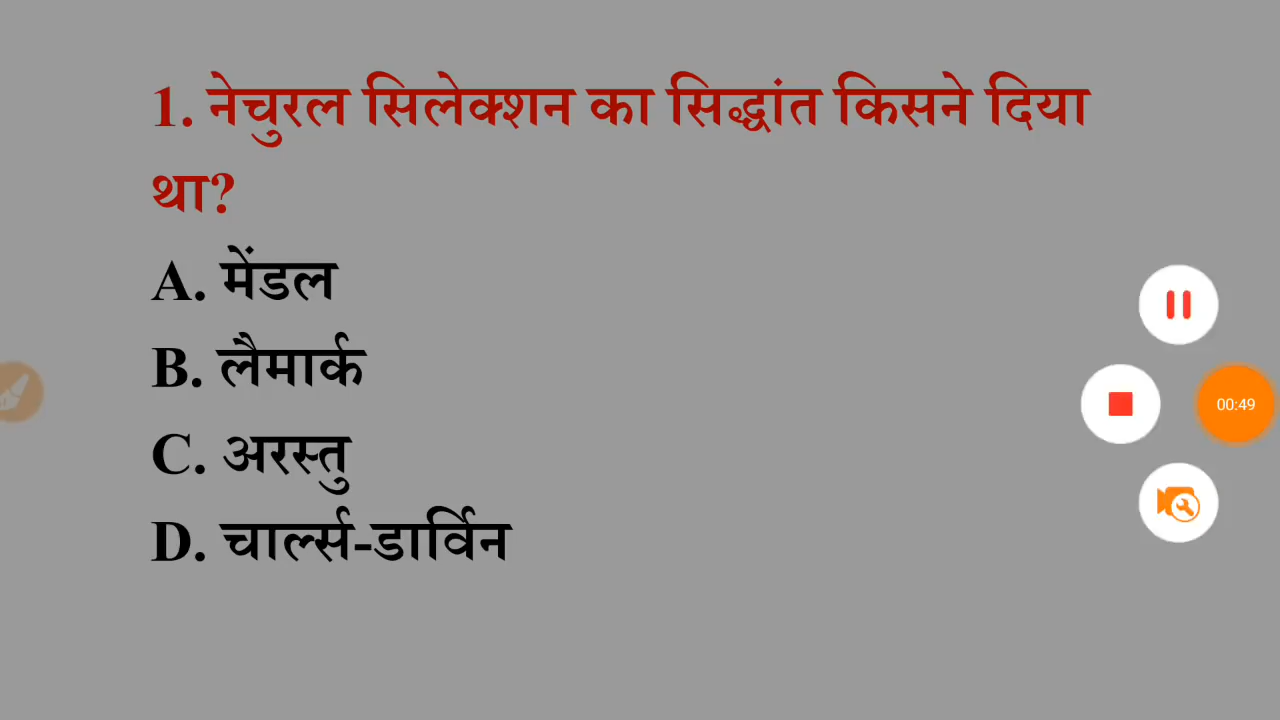 1. नेचुरल सिलेक्शन का सिद्धांत किसने दिया
था?
A. मेंडल
B. लैमार्क
C. अरस्तु
D. चार्ल्स-डार्विन
00:49